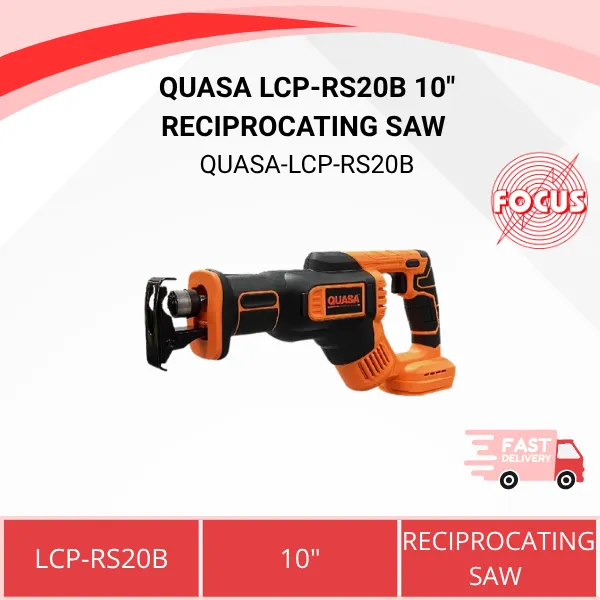 QUASA LCP-RS20B 10"
RECIPROCATING SAW
QUASA-LCP-RS20B
FOCUS
QUASA
FAST
DELIVERY
LCP-RS20B
10"
RECIPROCATING
SAW